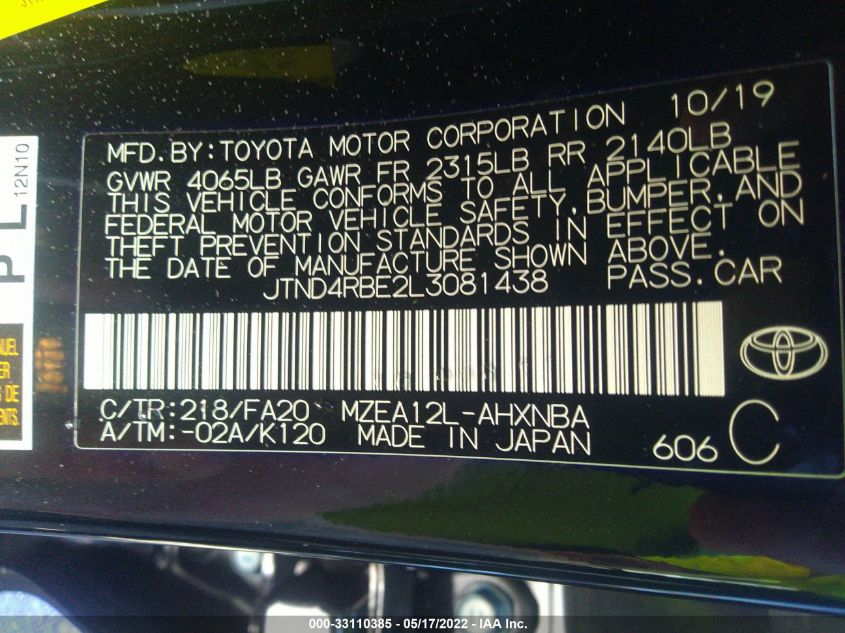 10/19
MFD.BY:TOYOTA MOTOR CORPORATION
GVWR 4065LB GAWR FR 2315LB RR 2140LB
THIS VEHICLE CONFORMS TO ALL APPLICABLE
FEDERAL MOTOR VEHICLE SAFETY, BUMPER, AND
THEFT PREVENTION STANDARDS IN EFFECT ON
THE DATE OF MANUFACTURE SHOWN ABOVE.
JTND4RBE2L3081438 PASS.CAR
C/TR:218/FA20 MZEA12L-AHXNBA
A/TM:-02A/K120 MADE IN JAPAN
606 C
P L
12N10
000-33110385 - 05/17/2022 - IAA Inc.